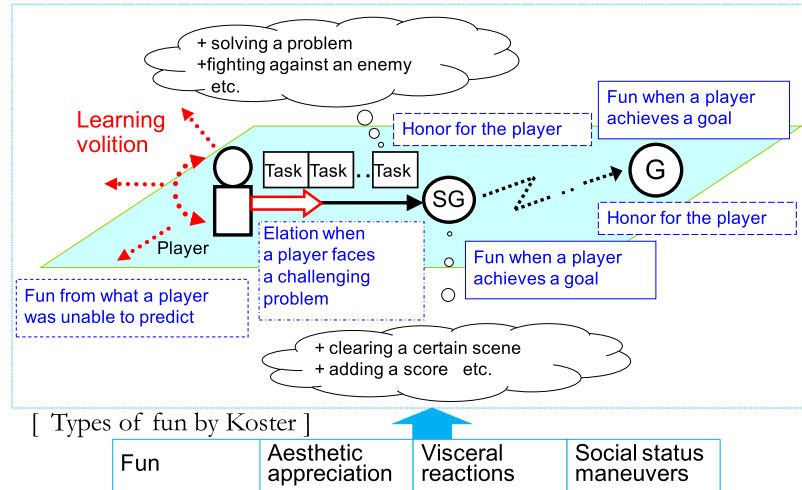 + solving a problem
+fighting against an enemy
etc.
Learning
volition
Honor for the player
Fun when a player
achieves a goal
Task Task . . Task
SG
G
Player
Elation when
a player faces
a challenging
problem
Honor for the player
Fun when a player
achieves a goal
Fun from what a player
was unable to predict
+ clearing a certain scene
+ adding a score etc.
[ Types of fun by Koster ]
Fun
Aesthetic
appreciation
Visceral
reactions
Social status
maneuvers